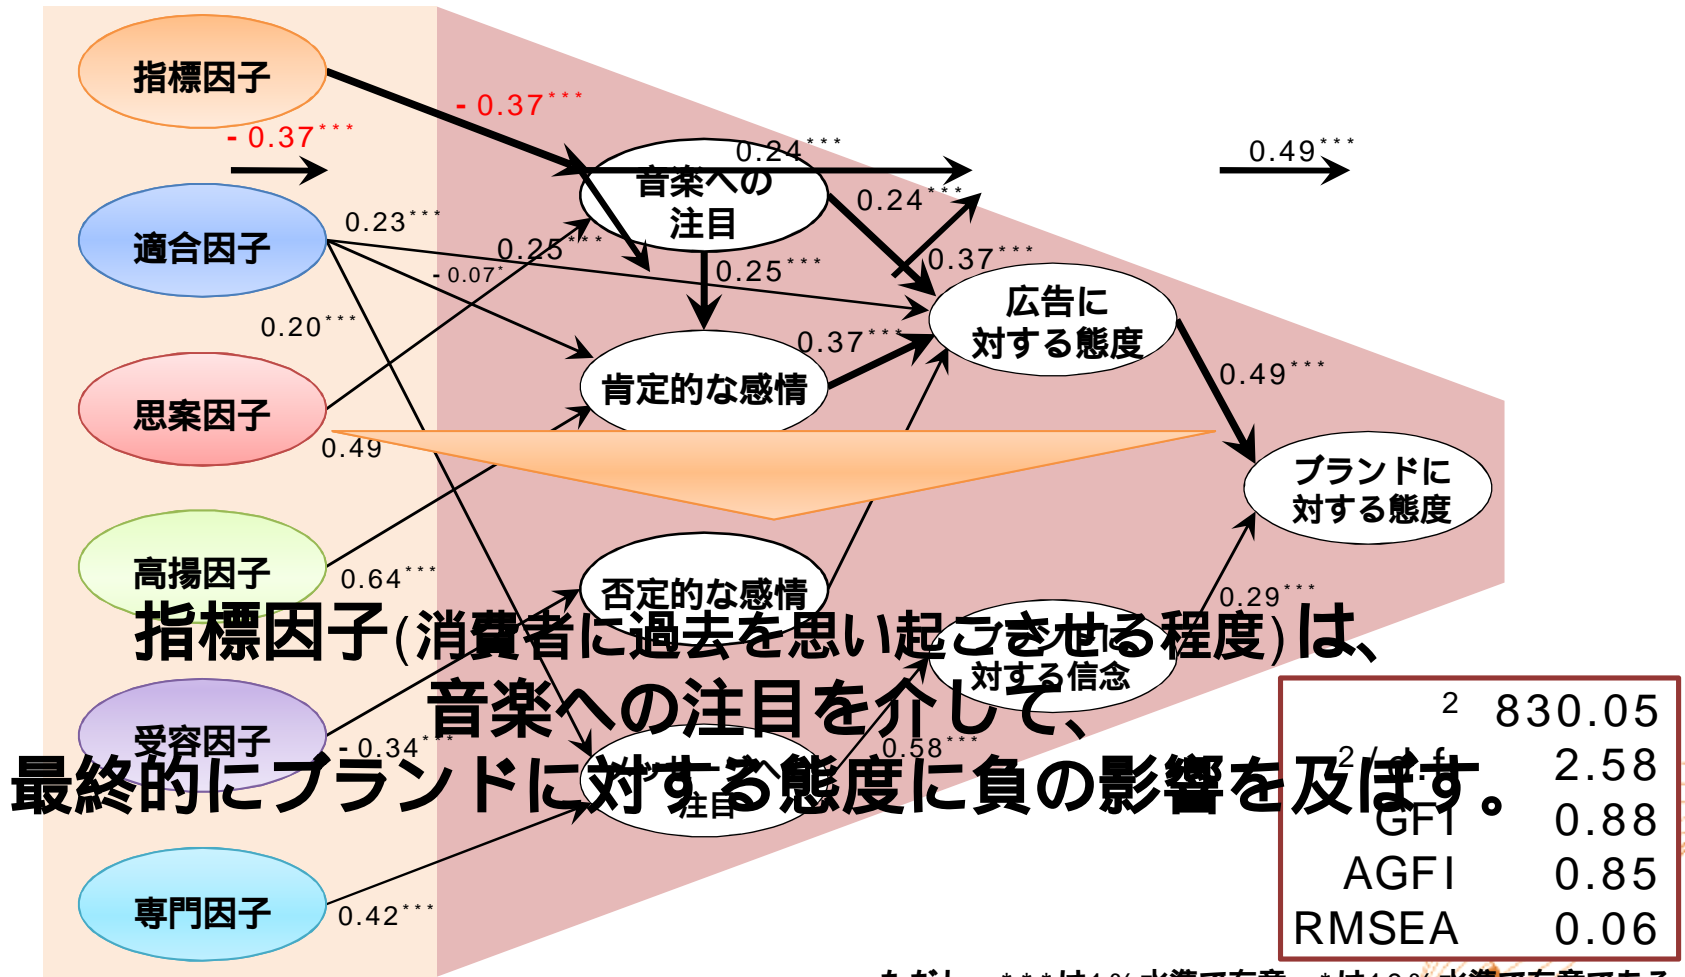 指標因子
- 0.37***
- 0.37***
0.24***
0.49***
音楽への
注目
0.24***
適合因子
0.23***
0.25***
- 0.07*
0.25***
0.37***
広告に
対する態度
0.20***
0.37***
肯定的な感情
0.49***
思案因子
0.49
ブランドに
対する態度
高揚因子
0.64***
否定的な感情
0.29***
指標因子(消費者に過去を思い起こさせる程度)は、
対する信念
音楽への注目を介して、
受容因子
- 0.34***
0.58***
最終的にブランドに対する態度に負の影響を及ぼす。
注目
専門因子
0.42***
2 830.05
2/d.f 2.58
GFI 0.88
AGFI 0.85
RMSEA 0.06